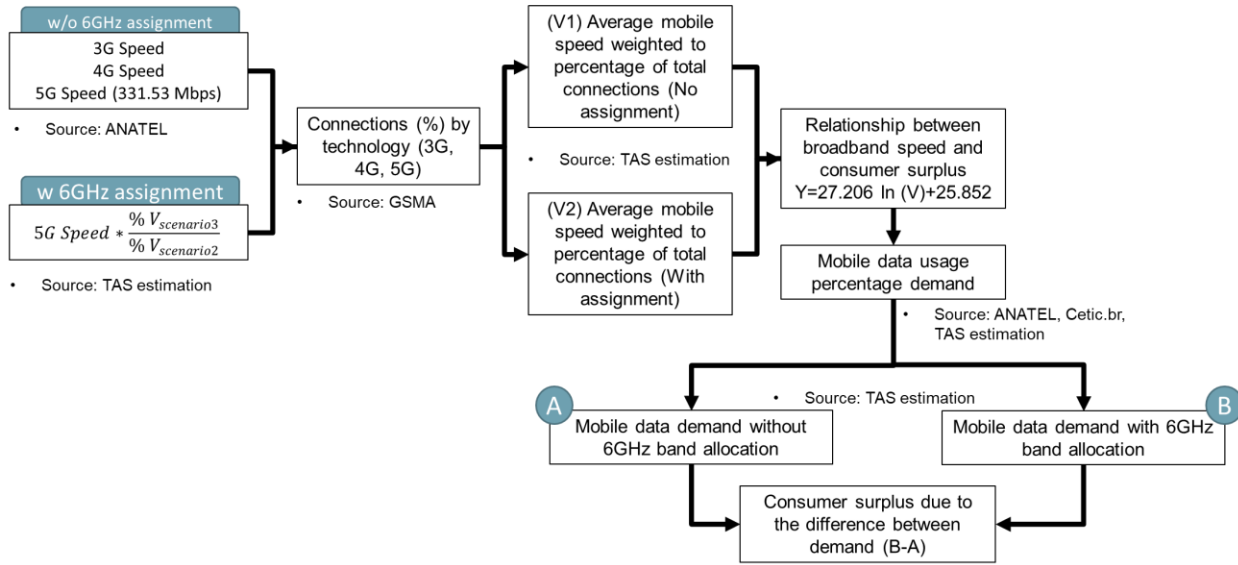 w/o 6GHz assignment
3G Speed
4G Speed
5G Speed (331.53 Mbps)
• Source: ANATEL
w 6GHz assignment
5G Speed * % V scenario3 / % V scenario2
• Source: TAS estimation
Connections (%) by
technology (3G,
4G, 5G)
• Source: GSMA
(V1) Average mobile
speed weighted to
percentage of total
connections (No
assignment)
• Source: TAS estimation
(V2) Average mobile
speed weighted to
percentage of total
connections (With
assignment)
Relationship between
broadband speed and
consumer surplus
Y=27.206 ln (V)+25.852
Mobile data usage
percentage demand
• Source: ANATEL, Cetic.br,
TAS estimation
• Source: TAS estimation
A
Mobile data demand without
6GHz band allocation
B
Mobile data demand with 6GHz
band allocation
Consumer surplus due to
the difference between
demand (B-A)